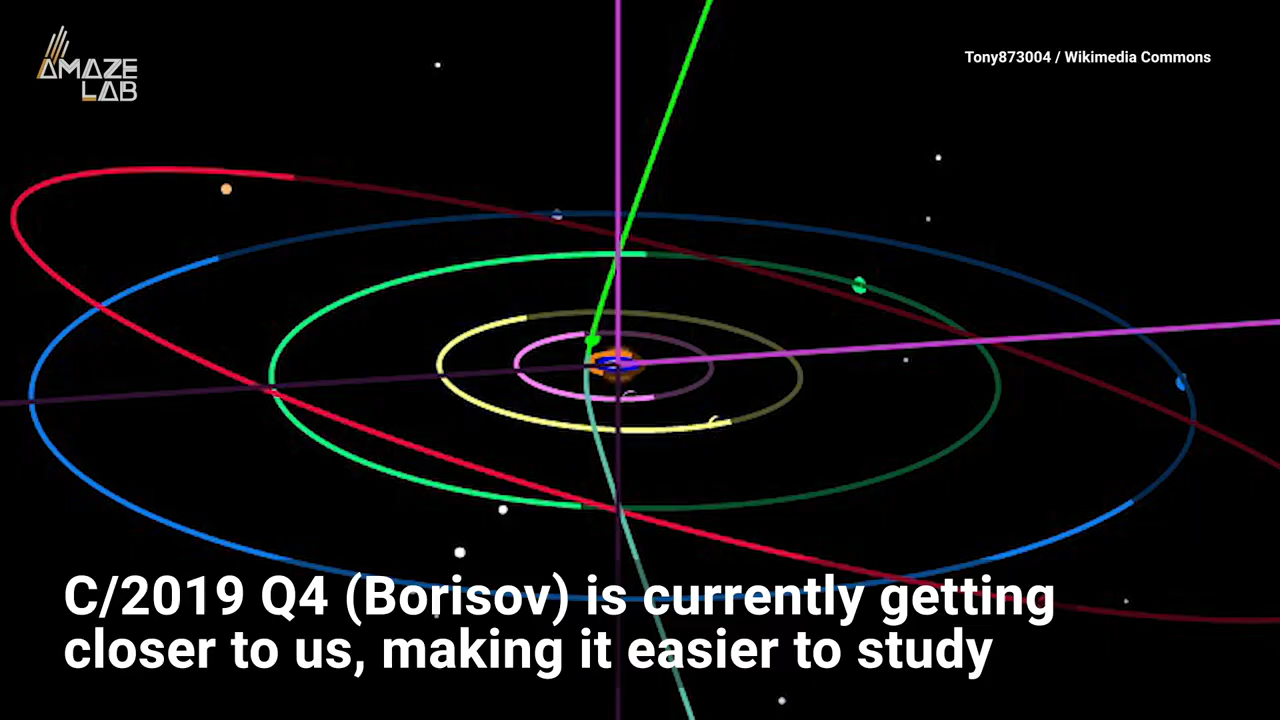 AMAZE
LAB
Tony873004 / Wikimedia Commons
C/2019 Q4 (Borisov) is currently getting
closer to us, making it easier to study